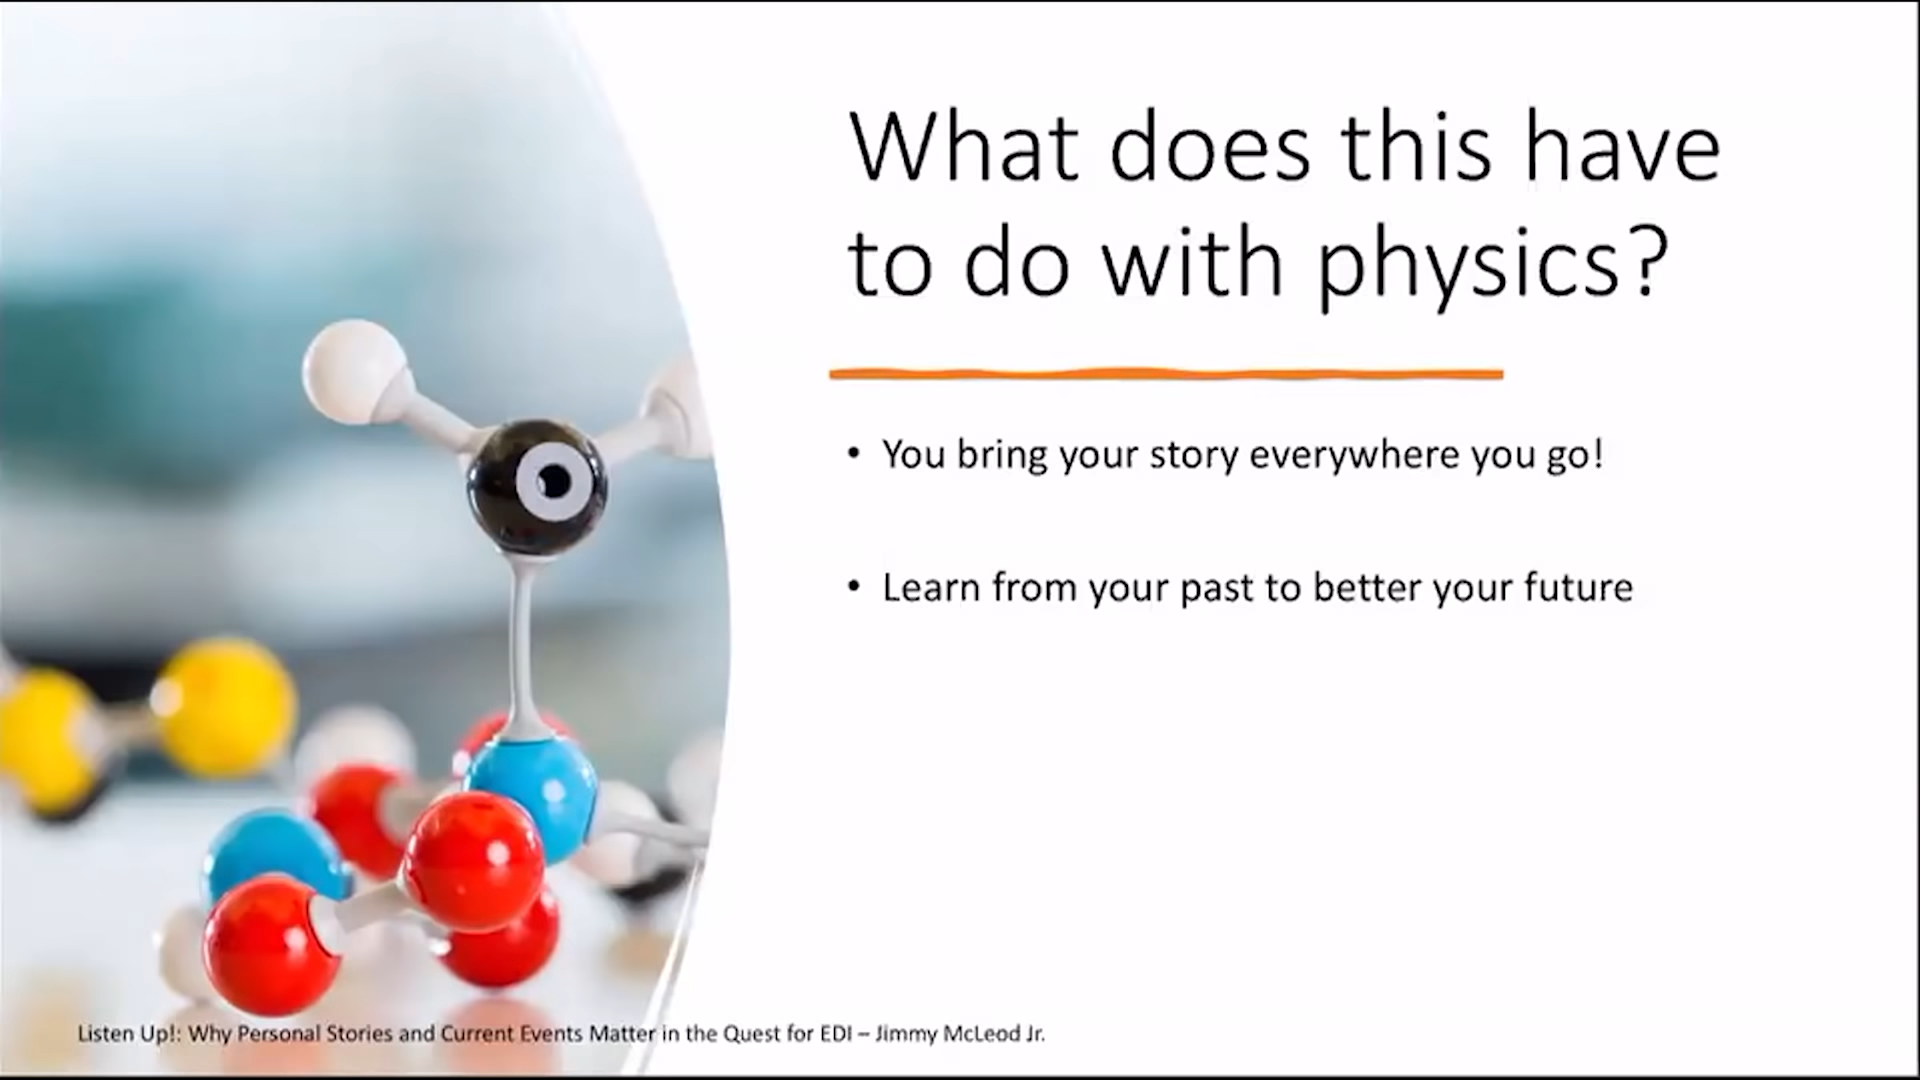 What does this have
to do with physics?
• You bring your story everywhere you go!
• Learn from your past to better your future
Listen Up!: Why Personal Stories and Current Events Matter in the Quest for EDI – Jimmy McLeod Jr.